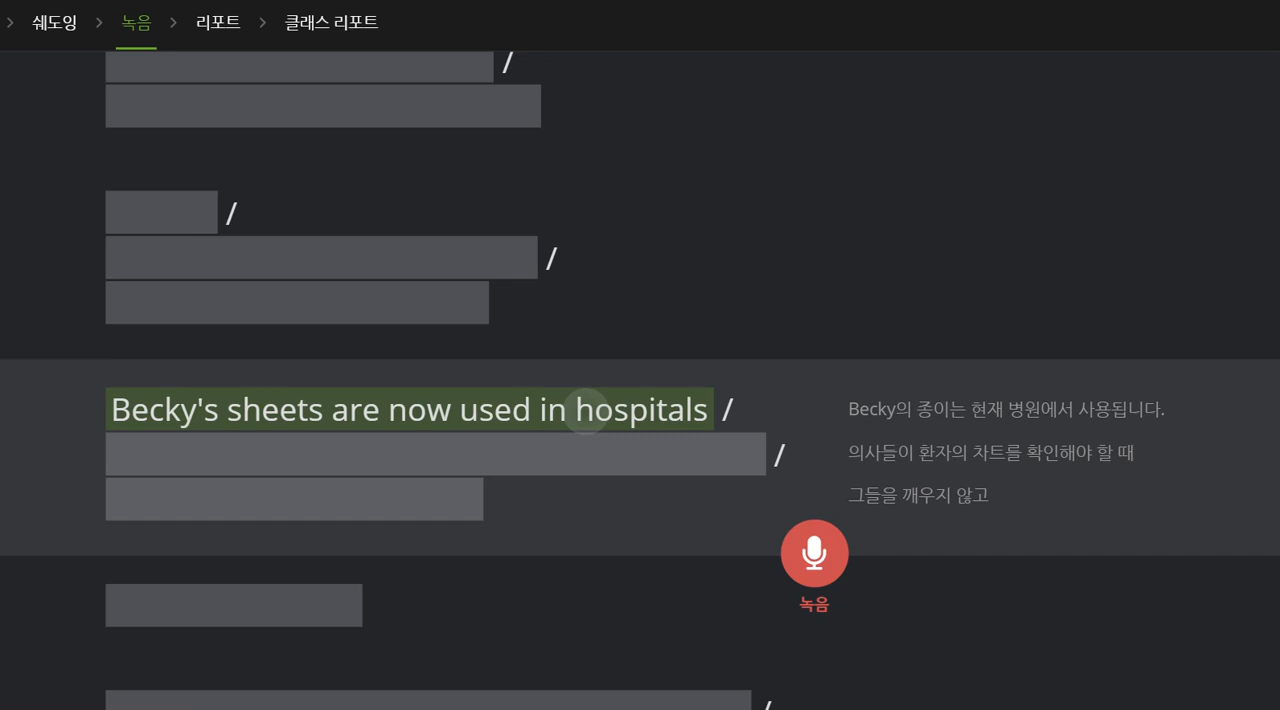 쉐도잉 녹음 리포트 클래스 리포트
/
/
/
Becky's sheets are now used in hospitals /
Becky의 종이는 현재 병원에서 사용됩니다.
/
의사들이 환자의 차트를 확인해야 할 때
그들을 깨우지 않고
녹음
/